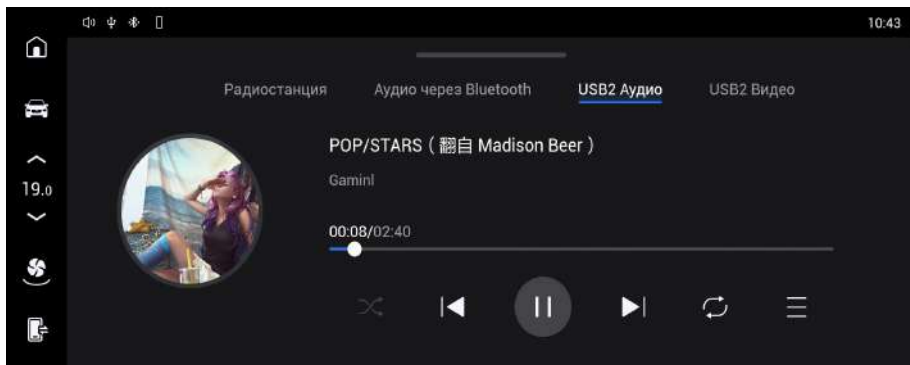 10:43
Радиостанция Аудио через Bluetooth USB2 Аудио USB2 Видео
POP/STARS（翻自 Madison Beer）
19.0
Gaminl
00:08/02:40